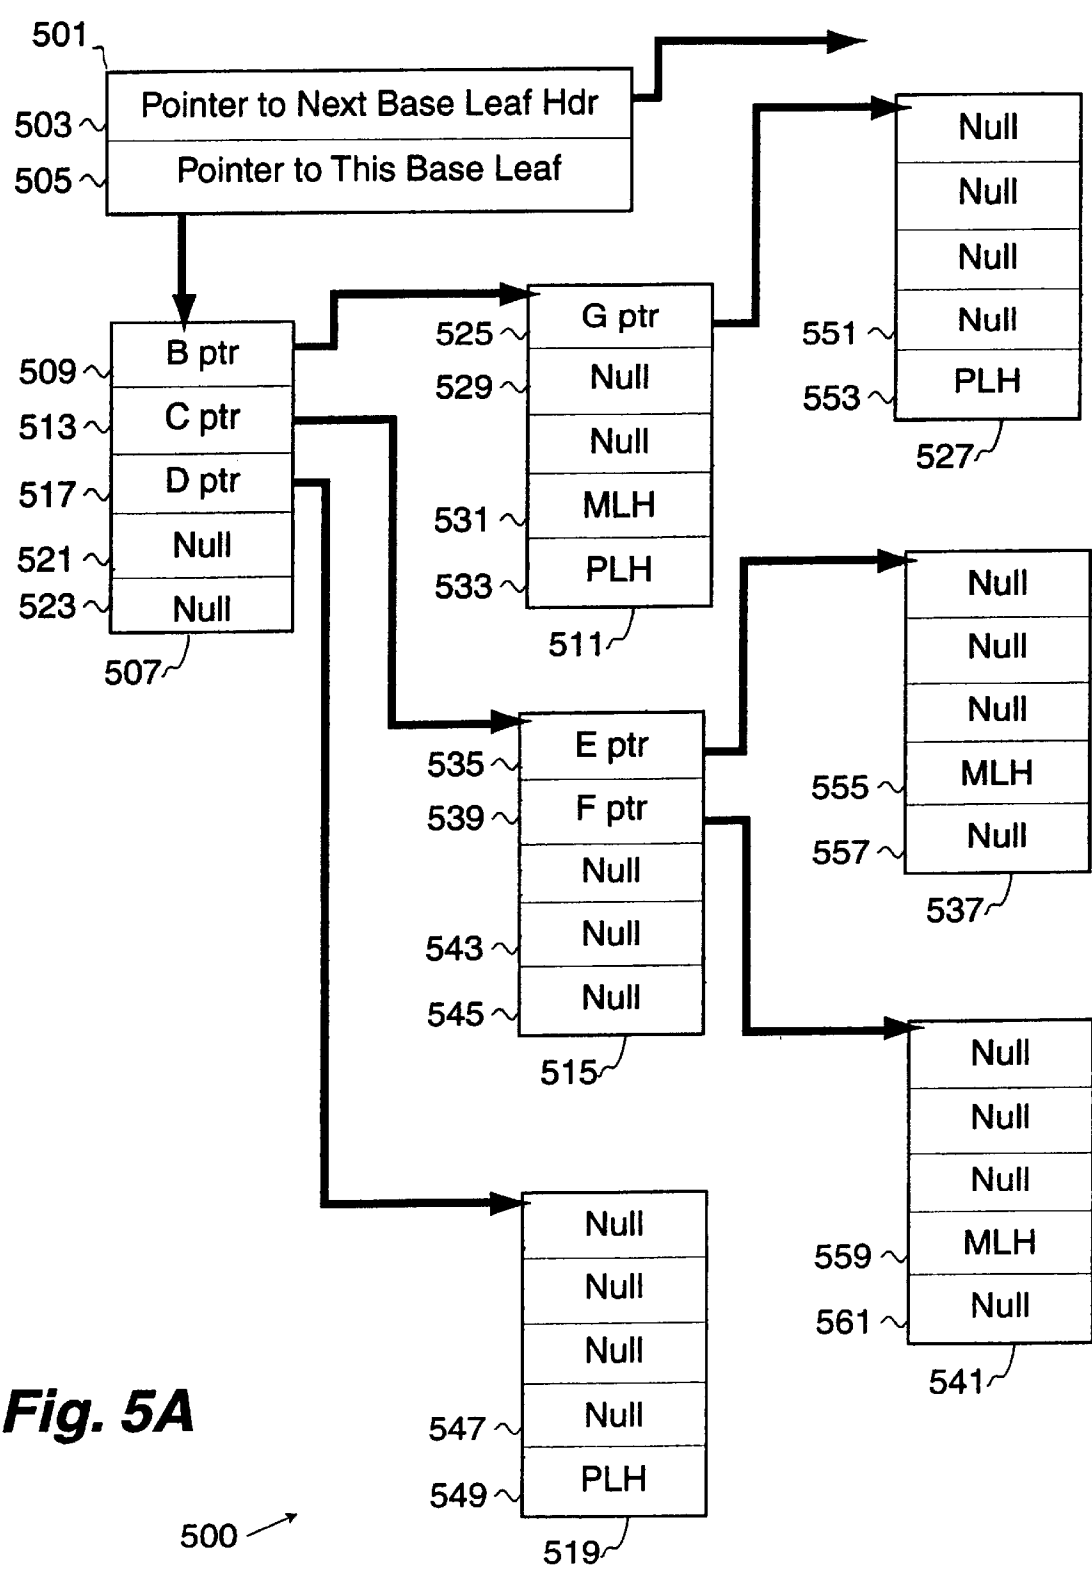 501
503
Pointer to Next Base Leaf Hdr
505
Pointer to This Base Leaf
509
B ptr
513
C ptr
517
D ptr
521
Null
523
Null
507
525
G ptr
529
Null
Null
531
MLH
533
PLH
511
Null
Null
Null
551
Null
553
PLH
527
535
E ptr
539
F ptr
Null
543
Null
545
Null
515
Null
Null
Null
555
MLH
557
Null
537
Null
Null
Null
559
MLH
561
Null
541
Null
Null
Null
547
Null
549
PLH
519
Fig. 5A
500